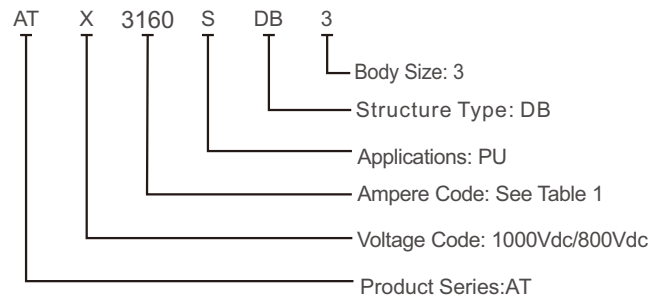 AT X 3160 S DB 3
Body Size: 3
Structure Type: DB
Applications: PU
Ampere Code: See Table 1
Voltage Code: 1000Vdc/800Vdc
Product Series:AT